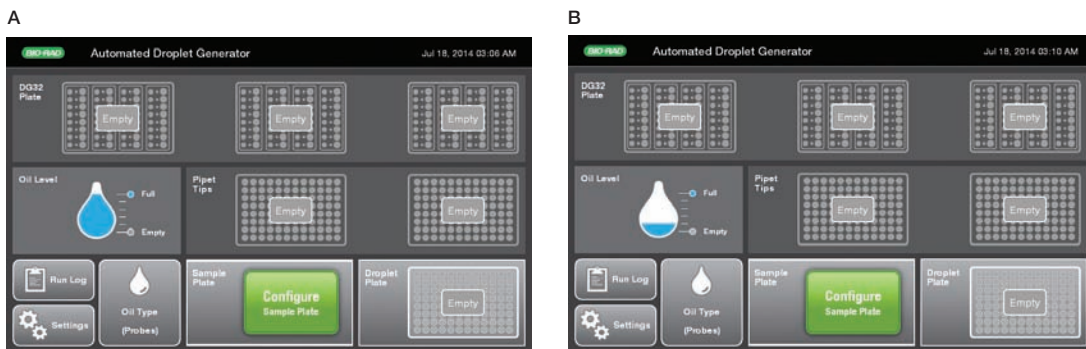 A
BIO-RAD Automated Droplet Generator Jul 18, 2014 03:06 AM
DG32
Plate
Empty Empty Empty
Oil Level
Full
Empty
Pipet
Tips
Empty Empty
Run Log
Settings
Oil Type
(Probes)
Sample
Plate
Configure
Sample Plate
Droplet
Plate
Empty
B
BIO-RAD Automated Droplet Generator Jul 18, 2014 03:10 AM
DG32
Plate
Empty Empty Empty
Oil Level
Full
Empty
Pipet
Tips
Empty Empty
Run Log
Settings
Oil Type
(Probes)
Sample
Plate
Configure
Sample Plate
Droplet
Plate
Empty